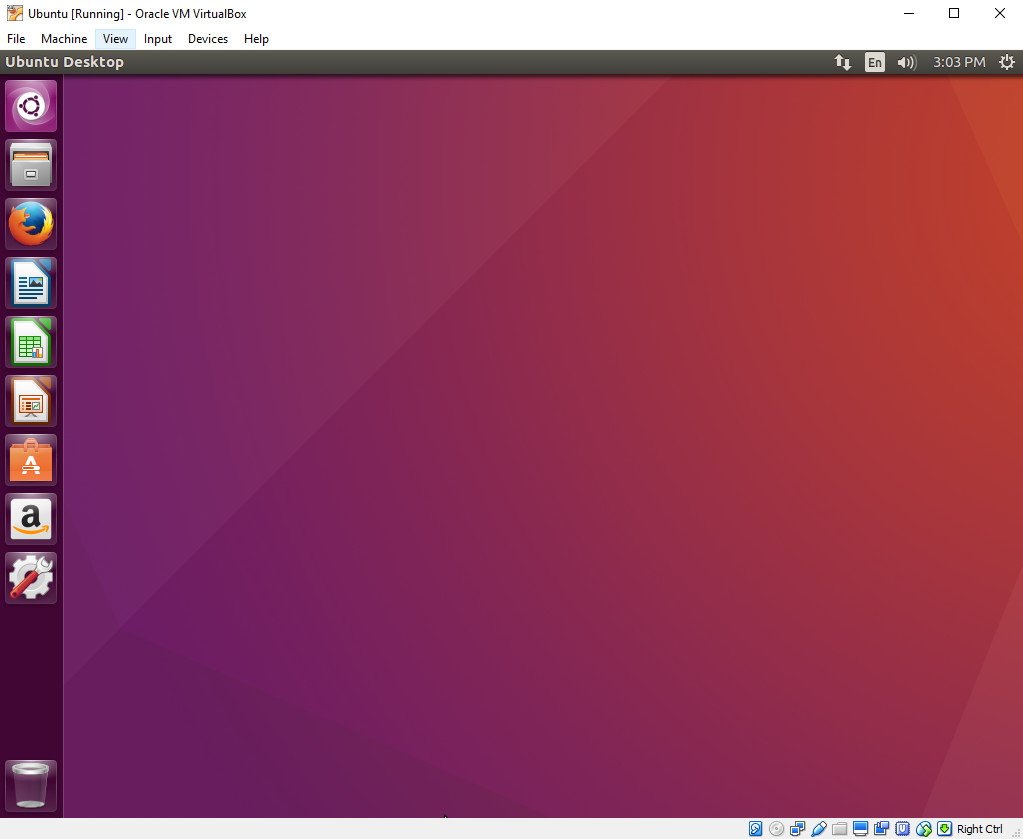 Ubuntu [Running] - Oracle VM VirtualBox
File Machine View Input Devices Help
Ubuntu Desktop En 3:03 PM
a
Right Ctrl